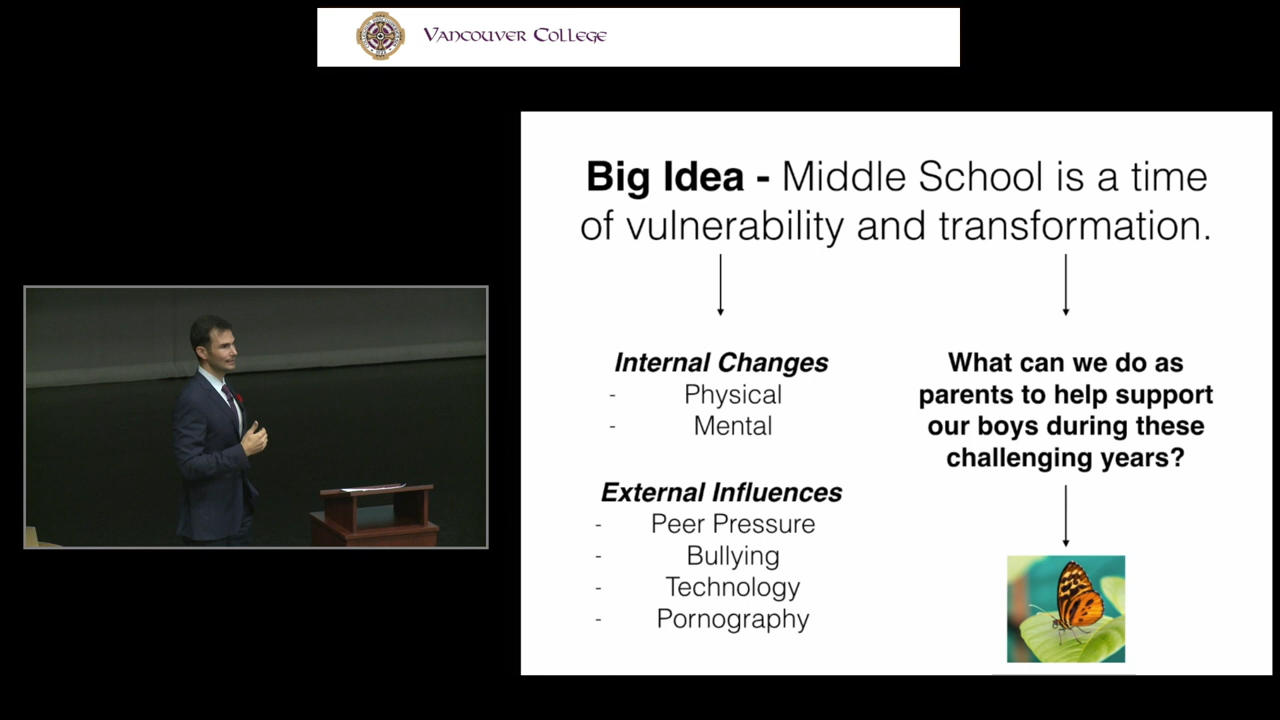 Vancouver College
Big Idea - Middle School is a time
of vulnerability and transformation.
Internal Changes
- Physical
- Mental
External Influences
- Peer Pressure
- Bullying
- Technology
- Pornography
What can we do as
parents to help support
our boys during these
challenging years?